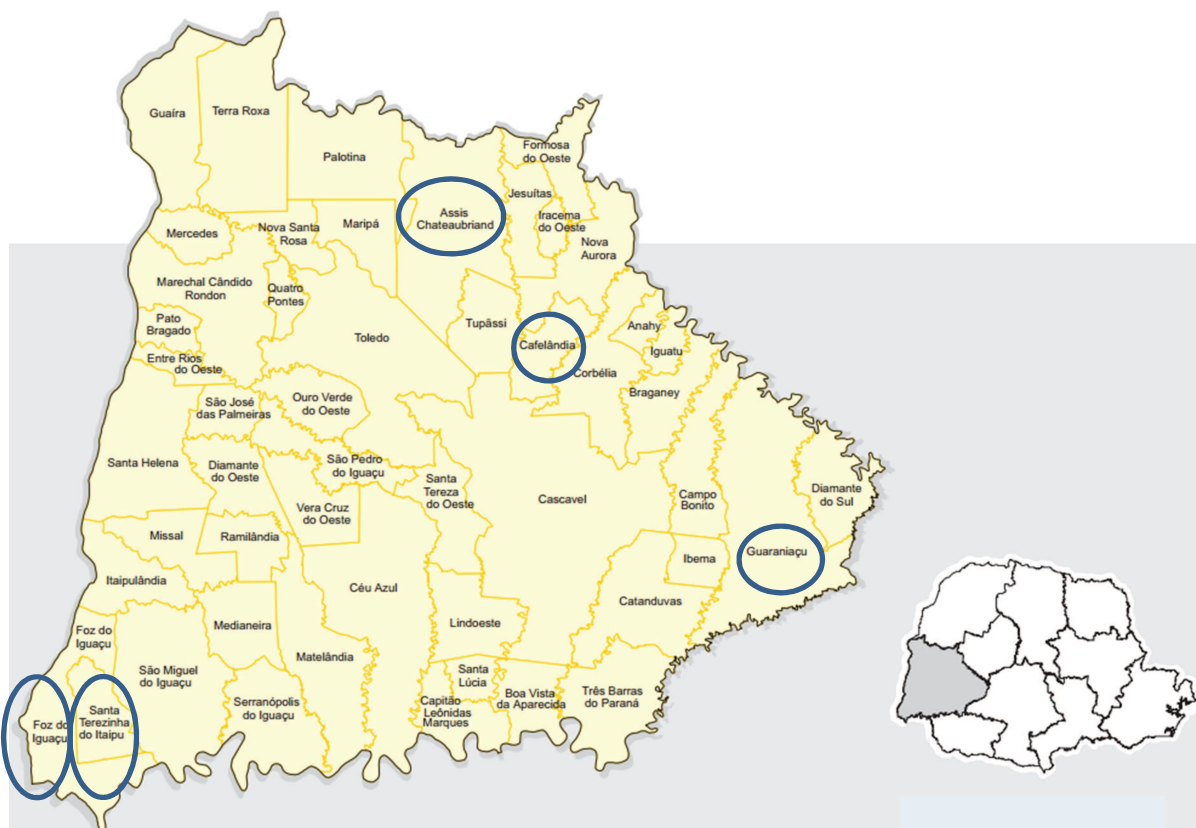 Guaíra
Terra Roxa
Palotina
Formosa
do Oeste
Jesuítas
Assis
Chateaubriand
Iracema
do Oeste
Nova
Aurora
Mercedes
Nova Santa
Rosa
Maripá
Marechal Cândido
Rondon
Quatro
Pontes
Pato
Bragado
Toledo
Tupãssi
Cafelândia
Anahy
Iguatu
Corbélia
Braganey
Entre Rios
do Oeste
São José
das Palmeiras
Ouro Verde
do Oeste
Santa Helena
Diamante
do Oeste
São Pedro
do Iguaçu
Santa
Tereza
do Oeste
Cascavel
Campo
Bonito
Diamante
do Sul
Vera Cruz
do Oeste
Missal
Ramilândia
Ibema
Guaraniaçu
Itaipulândia
Céu Azul
Catanduvas
Foz do
Iguaçu
Medianeira
Lindoeste
Matelândia
São Miguel
do Iguaçu
Santa
Lúcia
Serranópolis
do Iguaçu
Capitão
Leônidas
Marques
Boa Vista
da Aparecida
Três Barras
do Paraná
Foz do
Iguaçu
Santa
Terezinha
do Itaipu